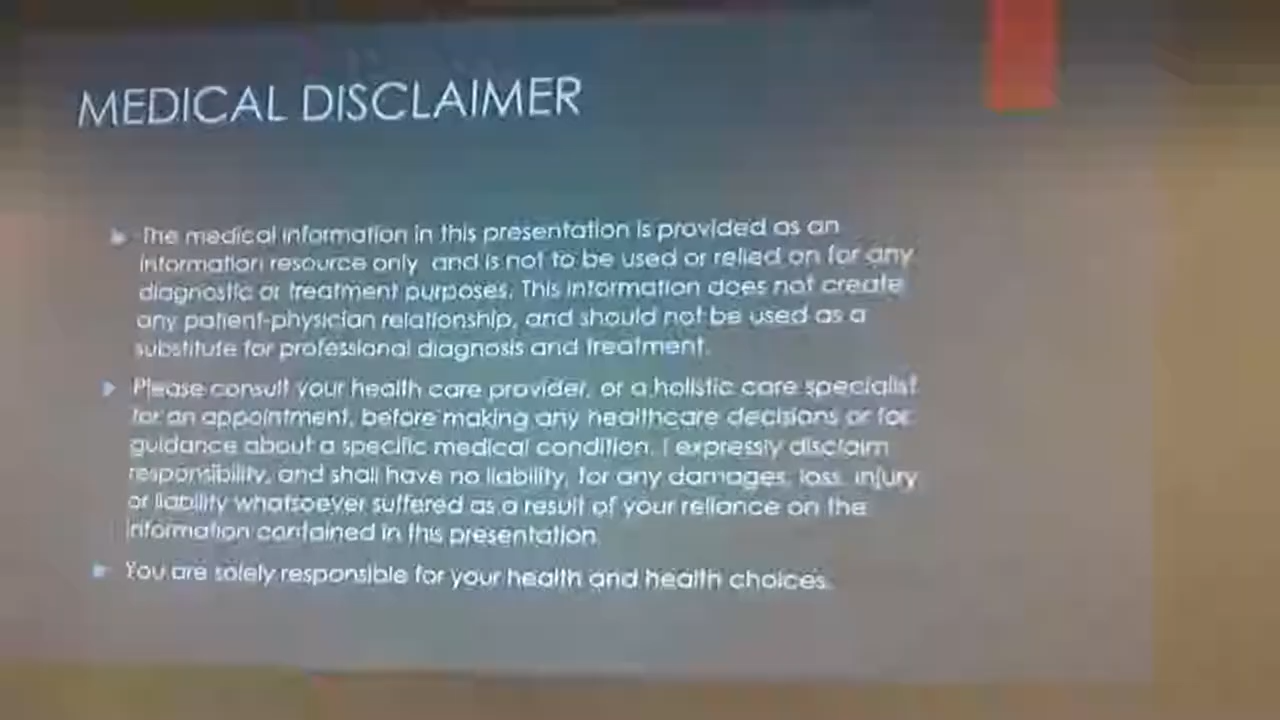 MEDICAL DISCLAIMER
The medical information in this presentation is provided as an
information resource only and is not to be used or relied on for any
diagnostic or treatment purposes. This information does not create
any patient-physician relationship, and should not be used as a
substitute for professional diagnosis and treatment.
Please consult your health care provider, or a holistic care specialist
for an appointment, before making any healthcare decisions or for
guidance about a specific medical condition. I expressly disclaim
responsibility, and shall have no liability, for any damages, loss, injury
or liability whatsoever suffered as a result of your reliance on the
information contained in this presentation.
You are solely responsible for your health and health choices.